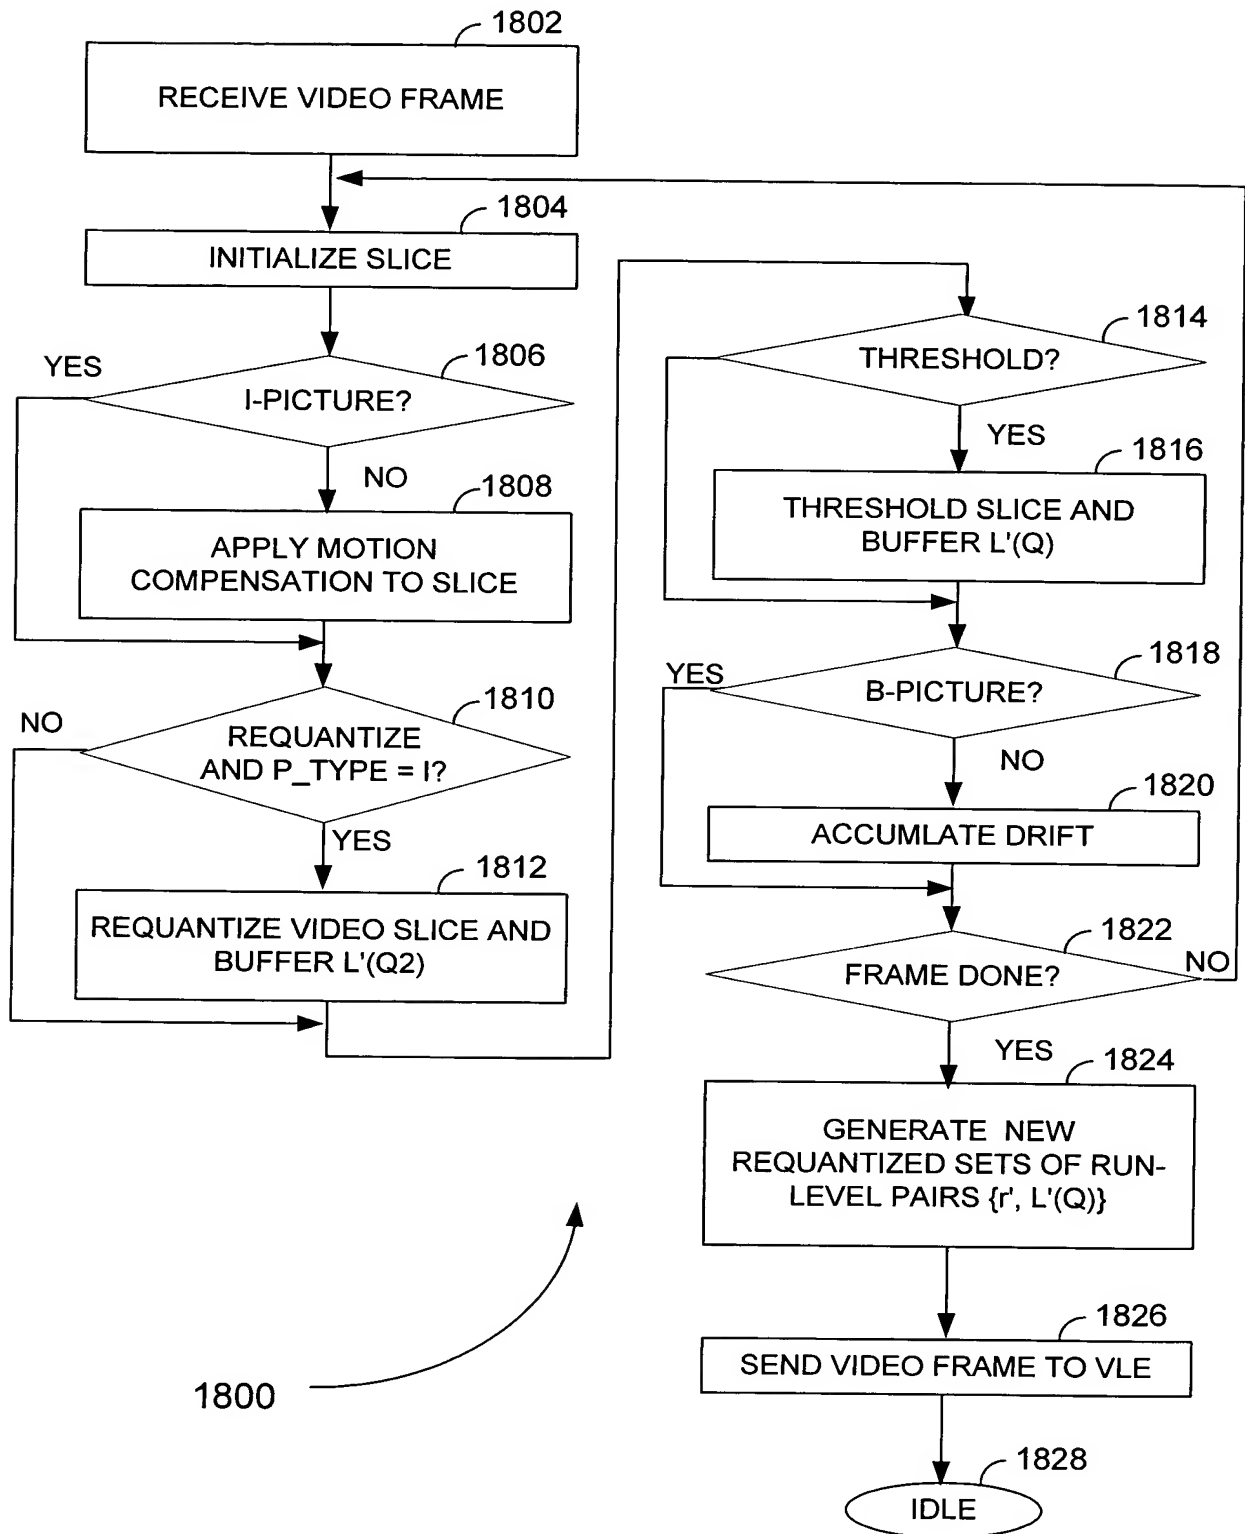 1802
RECEIVE VIDEO FRAME
1804
INITIALIZE SLICE
1806
YES
I-PICTURE?
NO
1808
APPLY MOTION
COMPENSATION TO SLICE
1810
NO
REQUANTIZE
AND P_TYPE = I?
YES
1812
REQUANTIZE VIDEO SLICE AND
BUFFER L'(Q2)
1814
THRESHOLD?
YES
1816
THRESHOLD SLICE AND
BUFFER L'(Q)
1818
YES
B-PICTURE?
NO
1820
ACCUMLATE DRIFT
1822
FRAME DONE?
NO
YES
1824
GENERATE NEW
REQUANTIZED SETS OF RUN-
LEVEL PAIRS {r', L'(Q)}
1826
SEND VIDEO FRAME TO VLE
1828
IDLE
1800